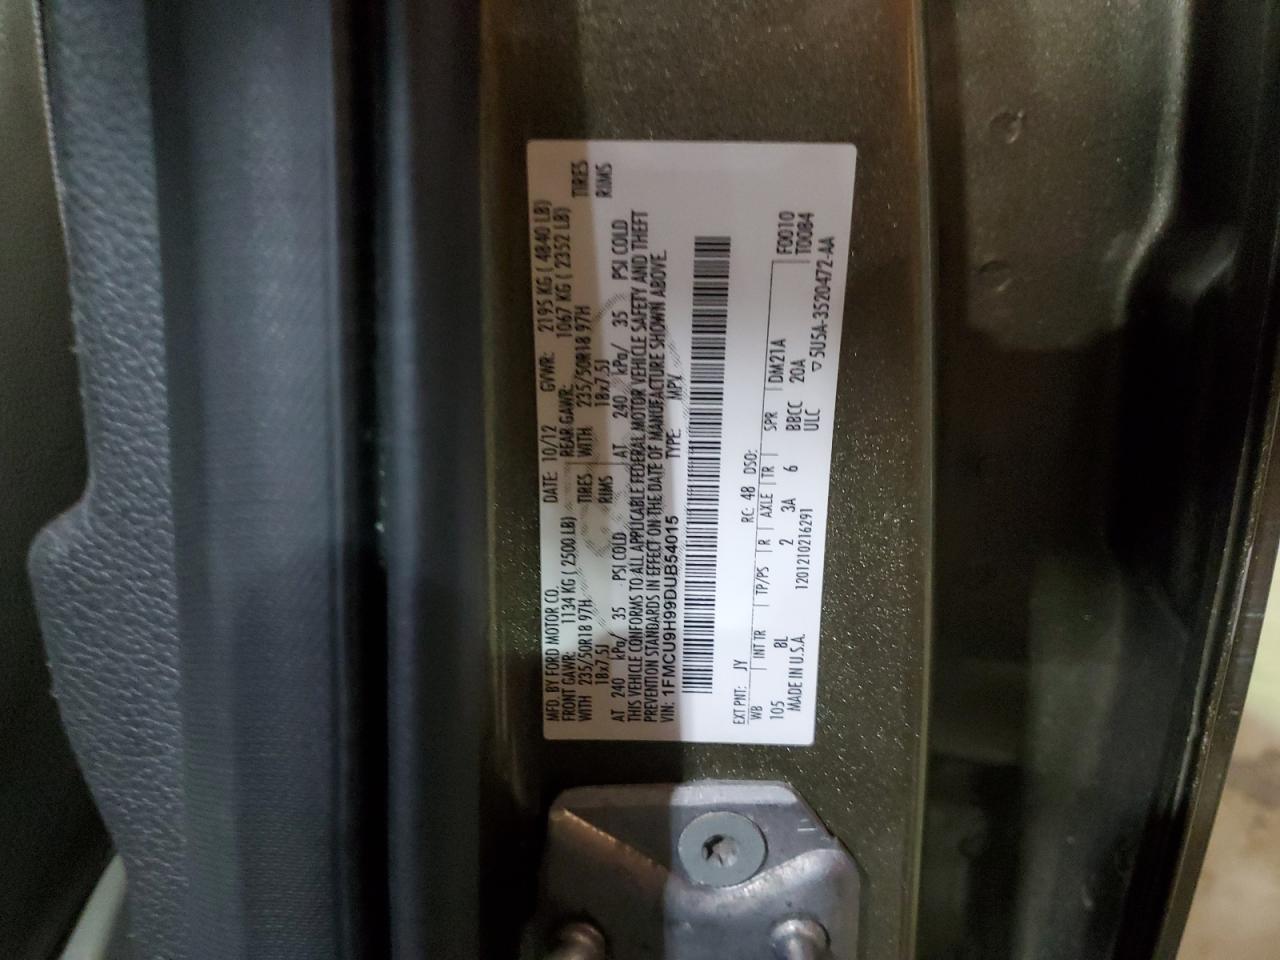 MFD. BY FORD MOTOR CO. DATE: 10/12 GVWR: 2195 KG ( 4840 LB)
FRONT GAWR: 1134 KG ( 2500 LB) REAR GAWR: 1067 KG ( 2352 LB)
WITH 235/50R18 97H TIRES WITH 235/50R18 97H TIRES
18x7.5J RIMS 18x7.5J RIMS
AT 240 kPa/ 35 PSI COLD AT 240 kPa/ 35 PSI COLD
THIS VEHICLE CONFORMS TO ALL APPLICABLE FEDERAL MOTOR VEHICLE SAFETY AND THEFT
PREVENTION STANDARDS IN EFFECT ON THE DATE OF MANUFACTURE SHOWN ABOVE.
VIN: 1FMCU9H99DUB54015 TYPE: MPV
EXT PNT: JY RC: 48 DSO:
WB INT TR TP/PS R AXLE TR SPR DM21A F0010
105 8L 2 3A 6 BBCC 20A T0084
MADE IN U.S.A. 1201210216291 ULC ▽5U5A-3520472-AA